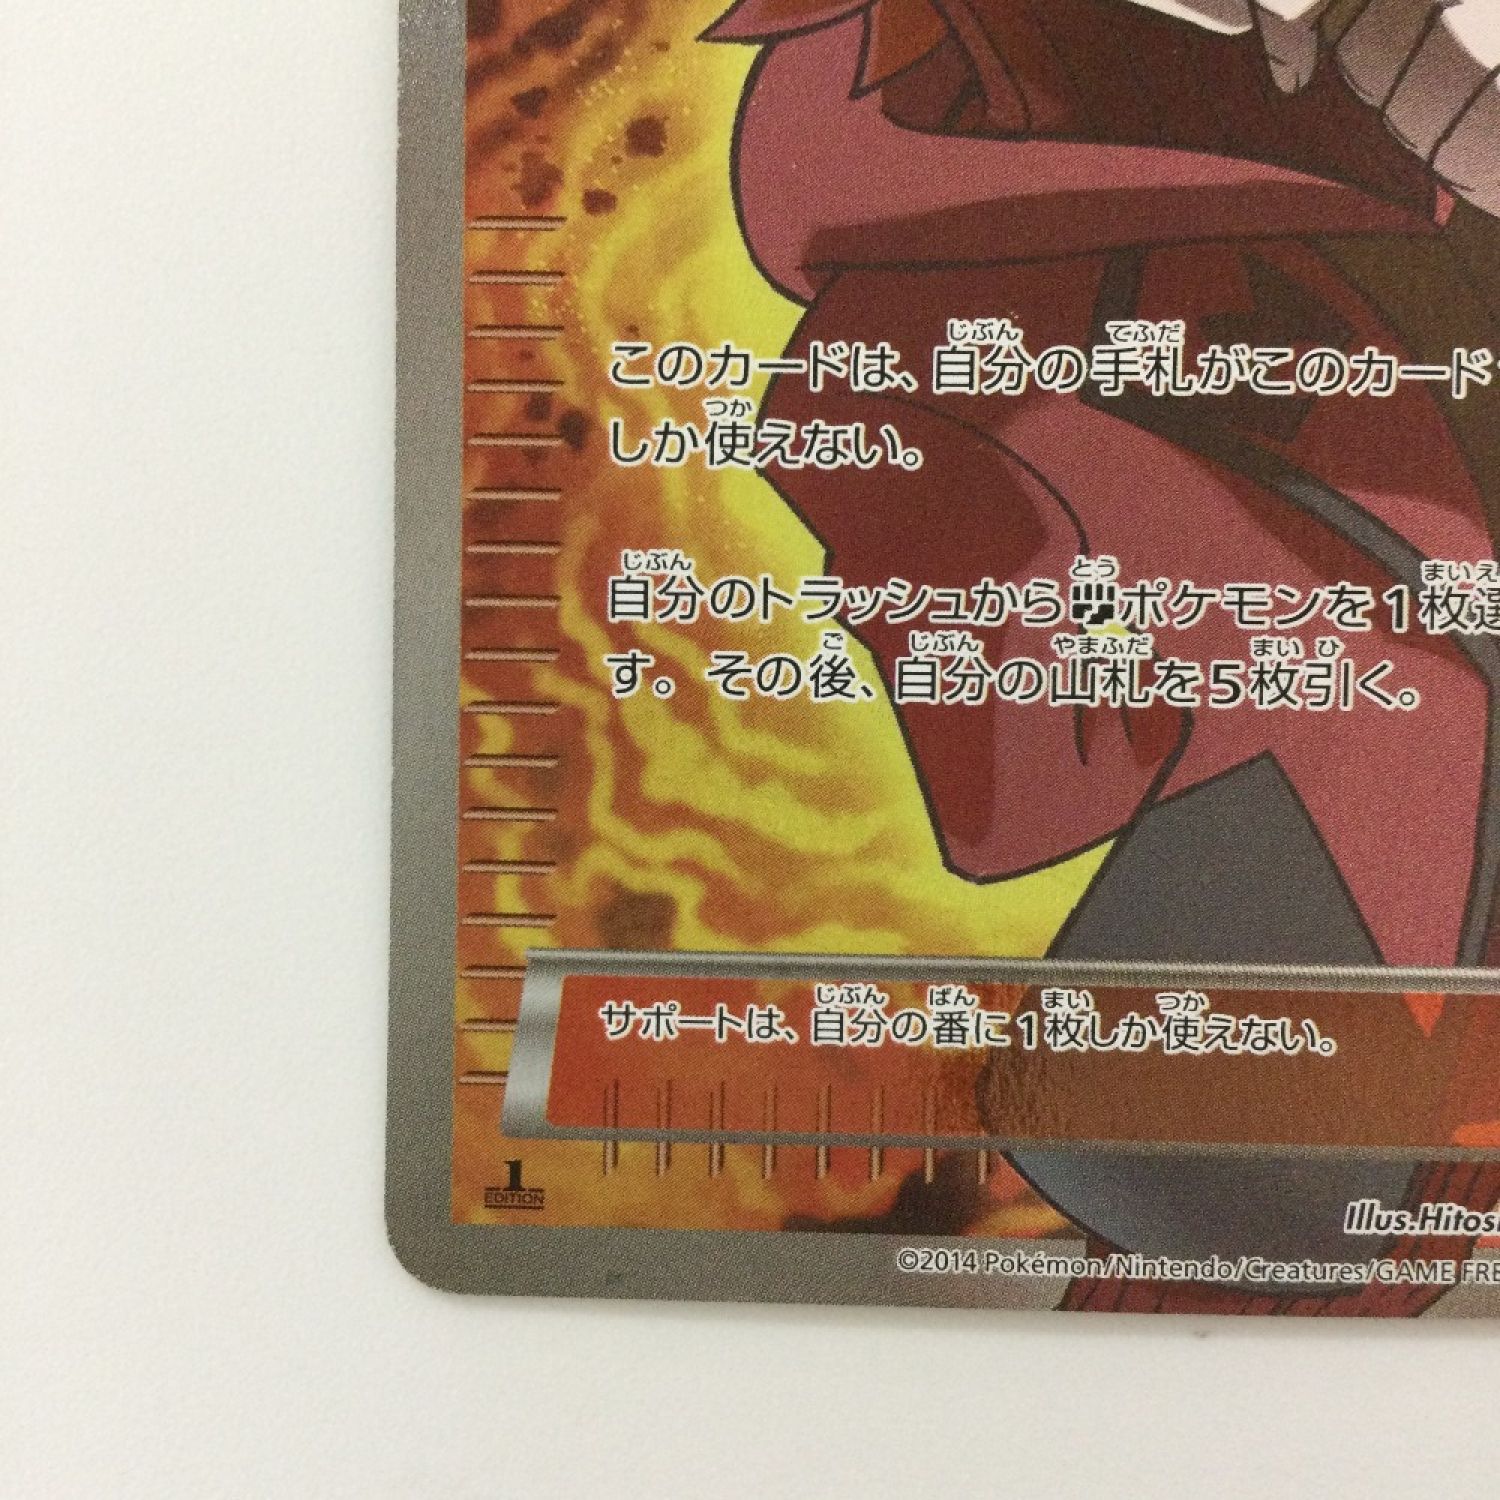 このカードは、自分の手札がこのカード
しか使えない。
自分のトラッシュからポケモンを1枚選
す。その後、自分の山札を5枚引く。
サポートは、自分の番に1枚しか使えない。
1 EDITION
Illus.Hitosh
©2014 Pokémon/Nintendo/Creatures/GAME FRE